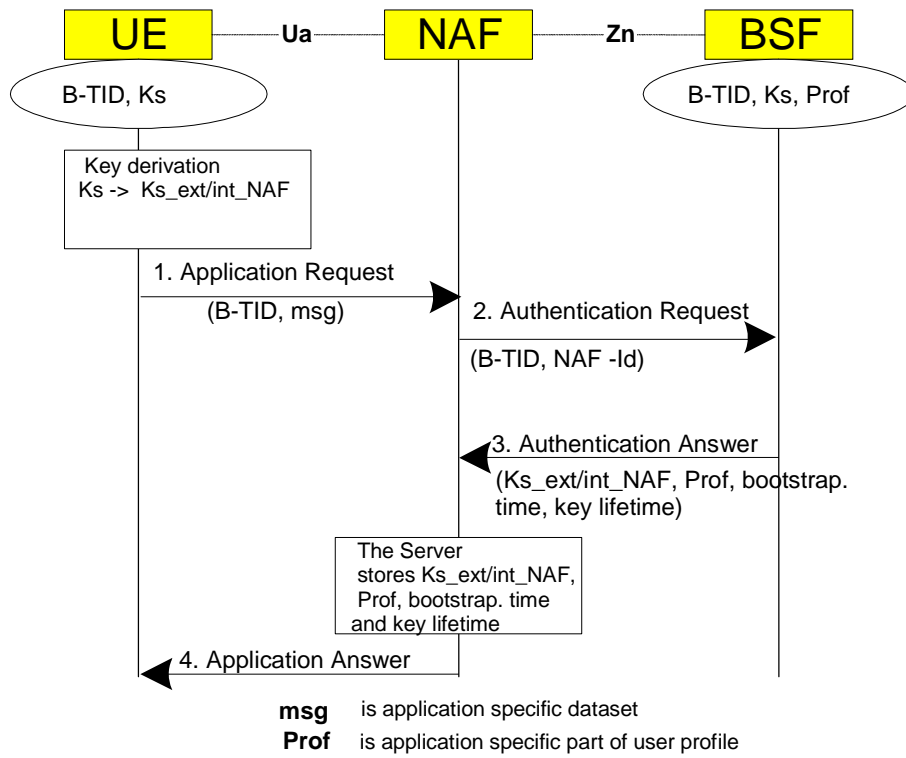 UE
Ua
NAF
Zn
BSF
B-TID, Ks
B-TID, Ks, Prof
Key derivation
Ks -> Ks_ext/int_NAF
1. Application Request
(B-TID, msg)
2. Authentication Request
(B-TID, NAF -Id)
3. Authentication Answer
(Ks_ext/int_NAF, Prof, bootstrap.
time, key lifetime)
The Server
stores Ks_ext/int_NAF,
Prof, bootstrap. time
and key lifetime
4. Application Answer
msg is application specific dataset
Prof is application specific part of user profile